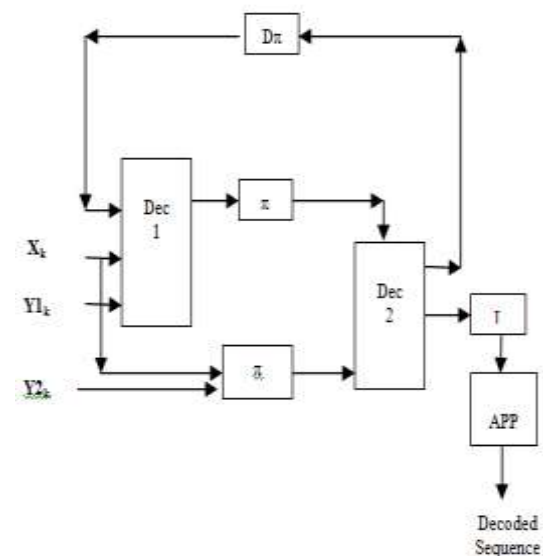 Dπ
Dec
1
π
Xₖ
Y1ₖ
Dec
2
π
Y2ₖ
APP
Decoded
Sequence